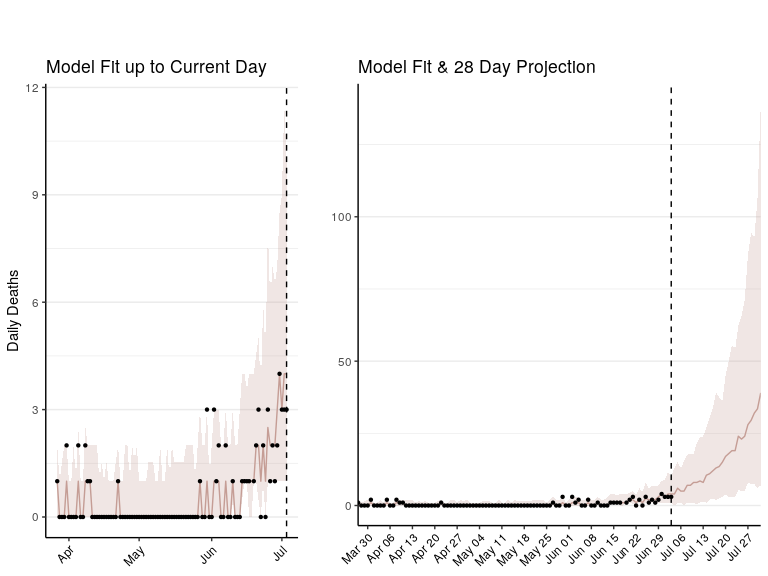 Model Fit up to Current Day
Daily Deaths
12
9
6
3
0
Apr
May
Jun
Jul
Model Fit & 28 Day Projection
100
50
0
Mar 30
Apr 06
Apr 13
Apr 20
Apr 27
May 04
May 11
May 18
May 25
Jun 01
Jun 08
Jun 15
Jun 22
Jun 29
Jul 06
Jul 13
Jul 20
Jul 27